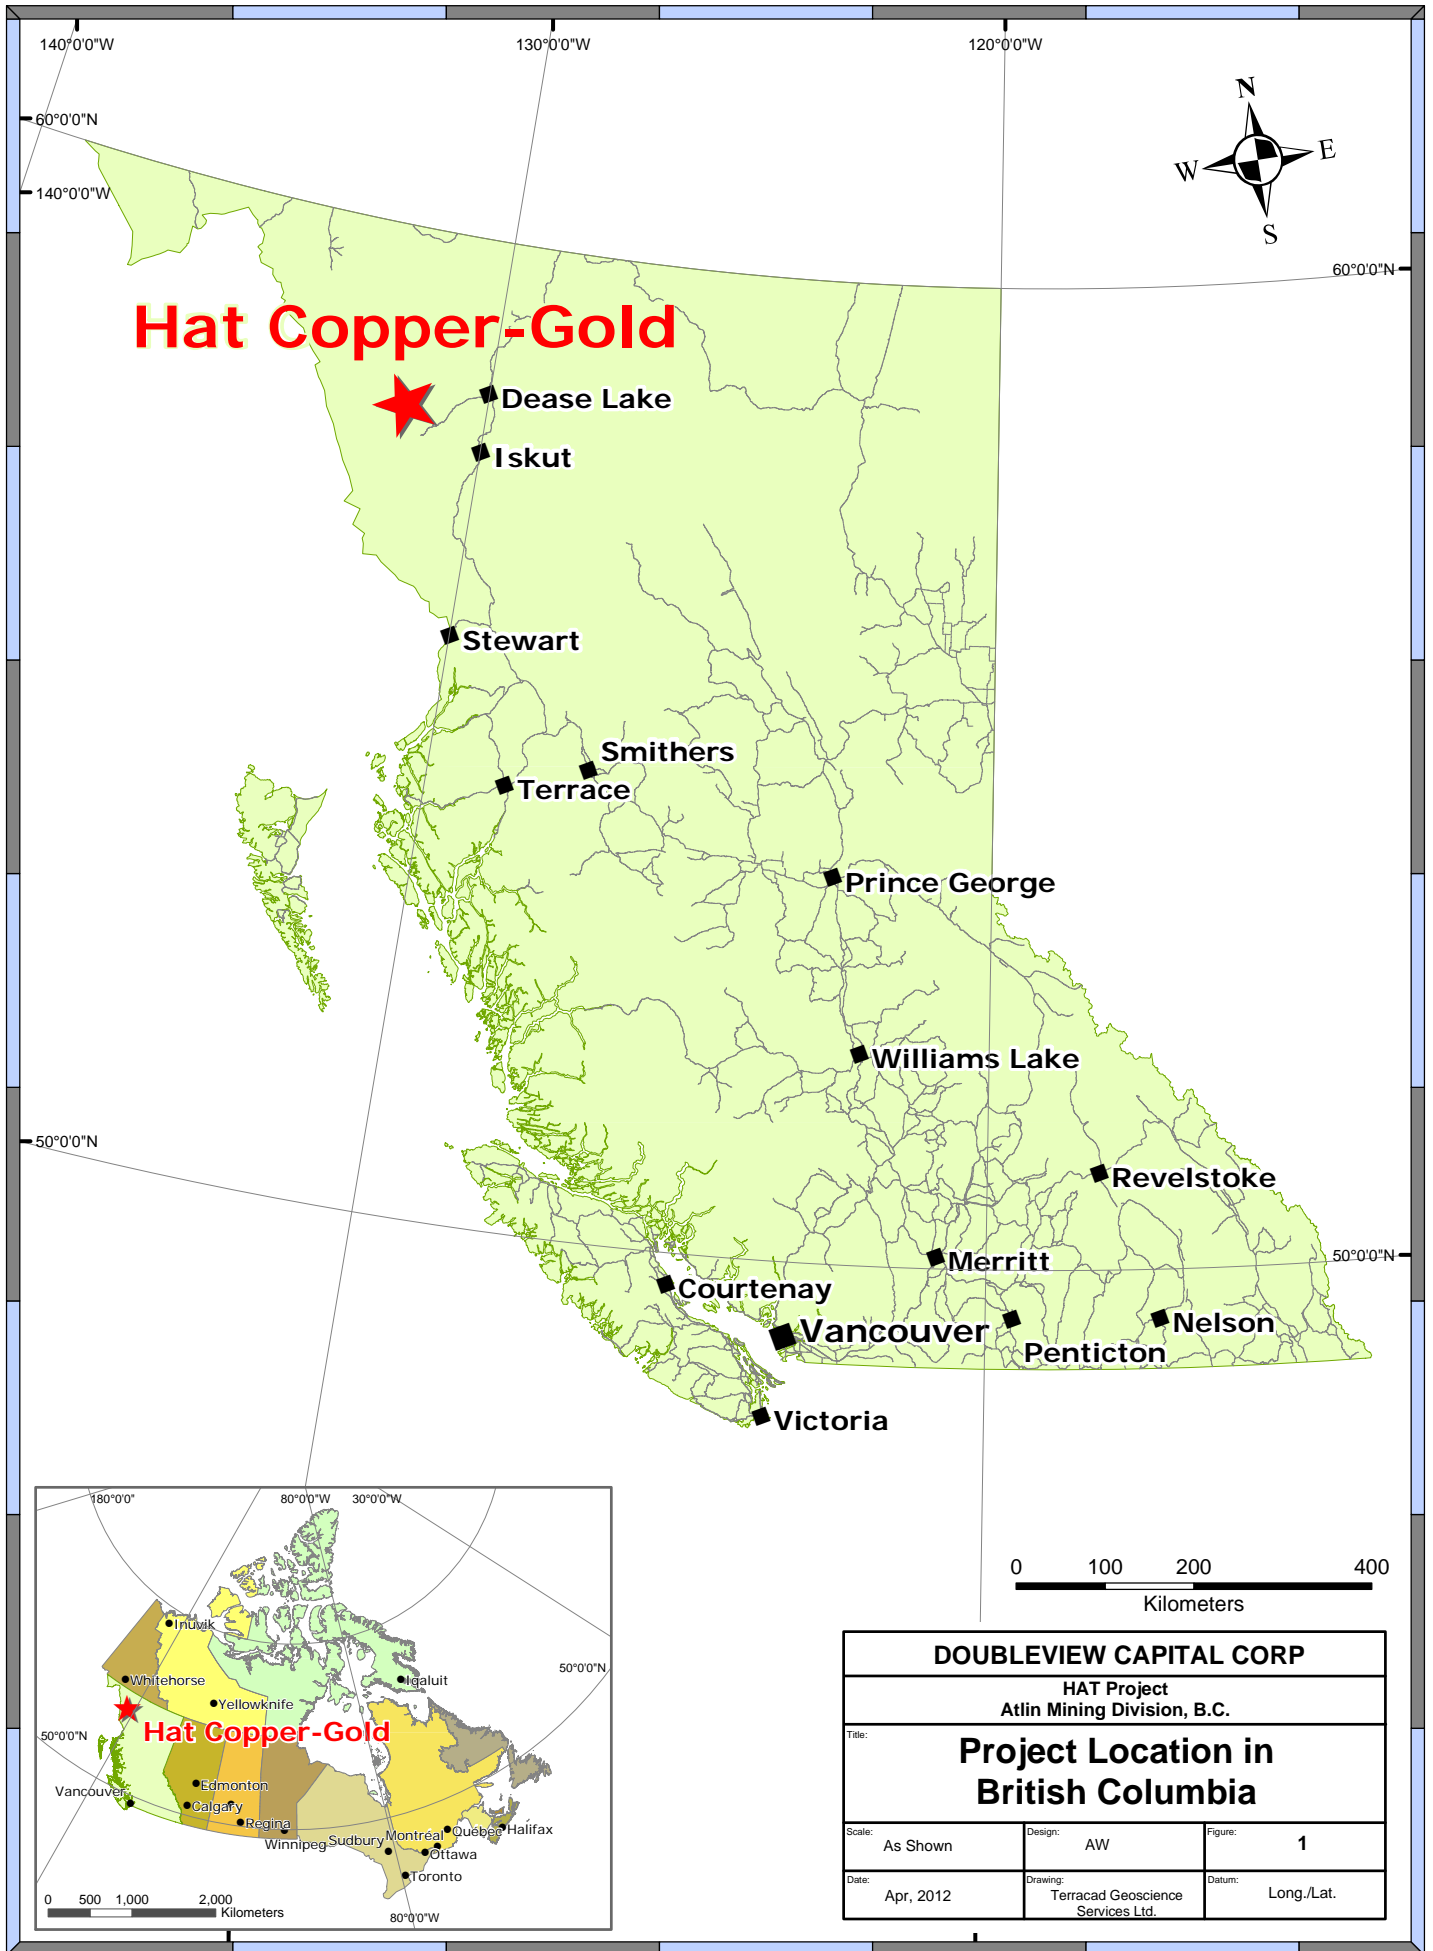 140°0'0"W
130°0'0"W
120°0'0"W
60°0'0"N
140°0'0"W
N
W
E
S
60°0'0"N
Hat Copper-Gold
Dease Lake
Iskut
Stewart
Smithers
Terrace
Prince George
Williams Lake
50°0'0"N
Revelstoke
50°0'0"N
Merritt
Courtenay
Vancouver
Nelson
Penticton
Victoria
180°0'0"
80°0'0"W
30°0'0"W
Inuvik
Whitehorse
Iqaluit
50°0'0"N
Yellowknife
Hat Copper-Gold
50°0'0"N
Edmonton
Vancouver
Calgary
Regina
Winnipeg
Sudbury
Montréal
Québec
Halifax
Ottawa
Toronto
0 500 1,000 2,000
Kilometers
80°0'0"W
0 100 200 400
Kilometers
DOUBLEVIEW CAPITAL CORP
HAT Project
Atlin Mining Division, B.C.
Title:
Project Location in
British Columbia
Scale:
As Shown
Design:
AW
Figure:
1
Date:
Apr, 2012
Drawing:
Terracad Geoscience
Services Ltd.
Datum:
Long./Lat.